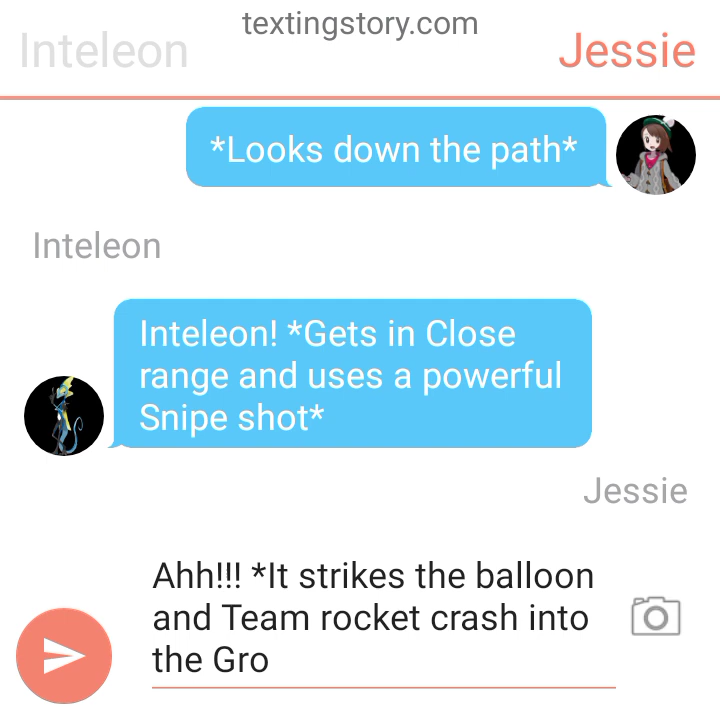 textingstory.com
Inteleon
Jessie
*Looks down the path*
Inteleon
Inteleon! *Gets in Close
range and uses a powerful
Snipe shot*
Jessie
Ahh!!! *It strikes the balloon
and Team rocket crash into
the Gro